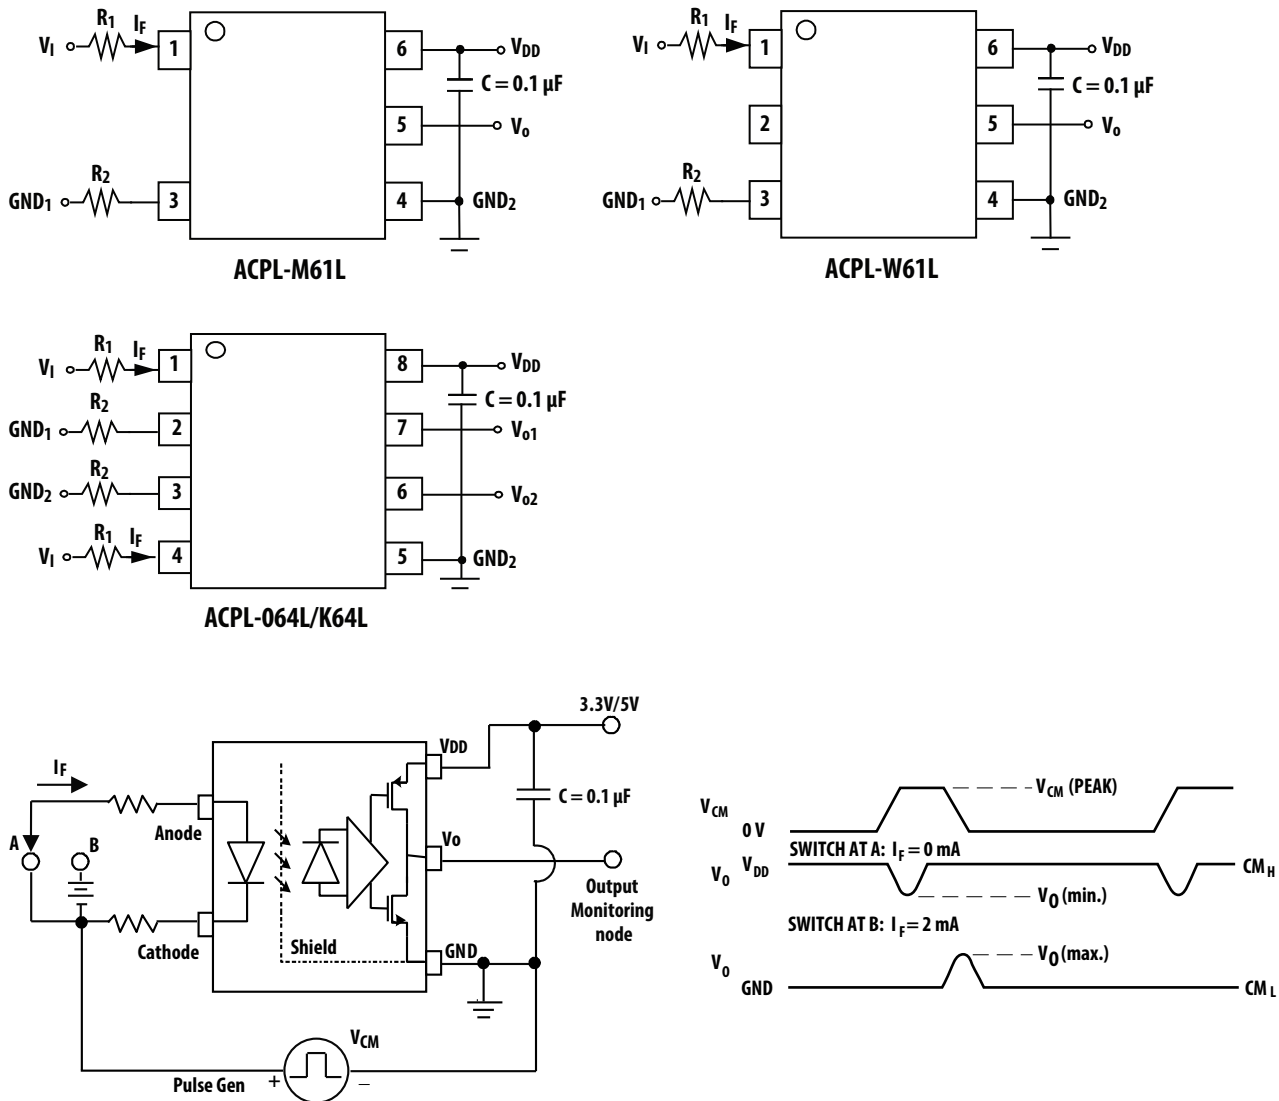 VI R1 IF 1 6 VDD
C = 0.1 µF
5 Vo
GND1 R2 3 4 GND2
ACPL-M61L
VI R1 IF 1 6 VDD
C = 0.1 µF
2 5 Vo
GND1 R2 3 4 GND2
ACPL-W61L
VI R1 IF 1 8 VDD
C = 0.1 µF
GND1 R2 2 7 Vo1
GND2 R2 3 6 Vo2
VI R1 IF 4 5 GND2
ACPL-064L/K64L
3.3V/5V
IF
VDD
C = 0.1 µF
Anode
A B
Vo
Output
Monitoring
node
Cathode
Shield
GND
VCM
Pulse Gen + –
VCM (PEAK)
VCM
0 V
SWITCH AT A: IF = 0 mA
VO VDD CMH
VO (min.)
SWITCH AT B: IF = 2 mA
VO (max.)
VO
GND CML